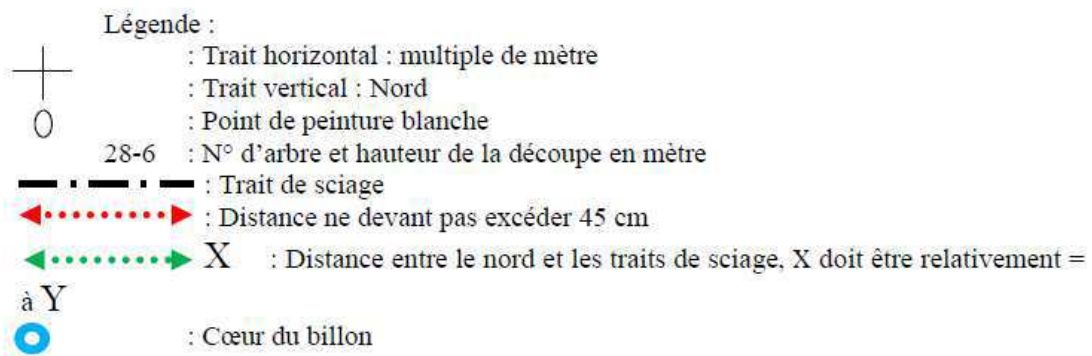 Légende :
: Trait horizontal : multiple de mètre
: Trait vertical : Nord
: Point de peinture blanche
28-6 : N° d'arbre et hauteur de la découpe en mètre
: Trait de sciage
: Distance ne devant pas excéder 45 cm
X : Distance entre le nord et les traits de sciage, X doit être relativement =
à Y
: Cœur du billon